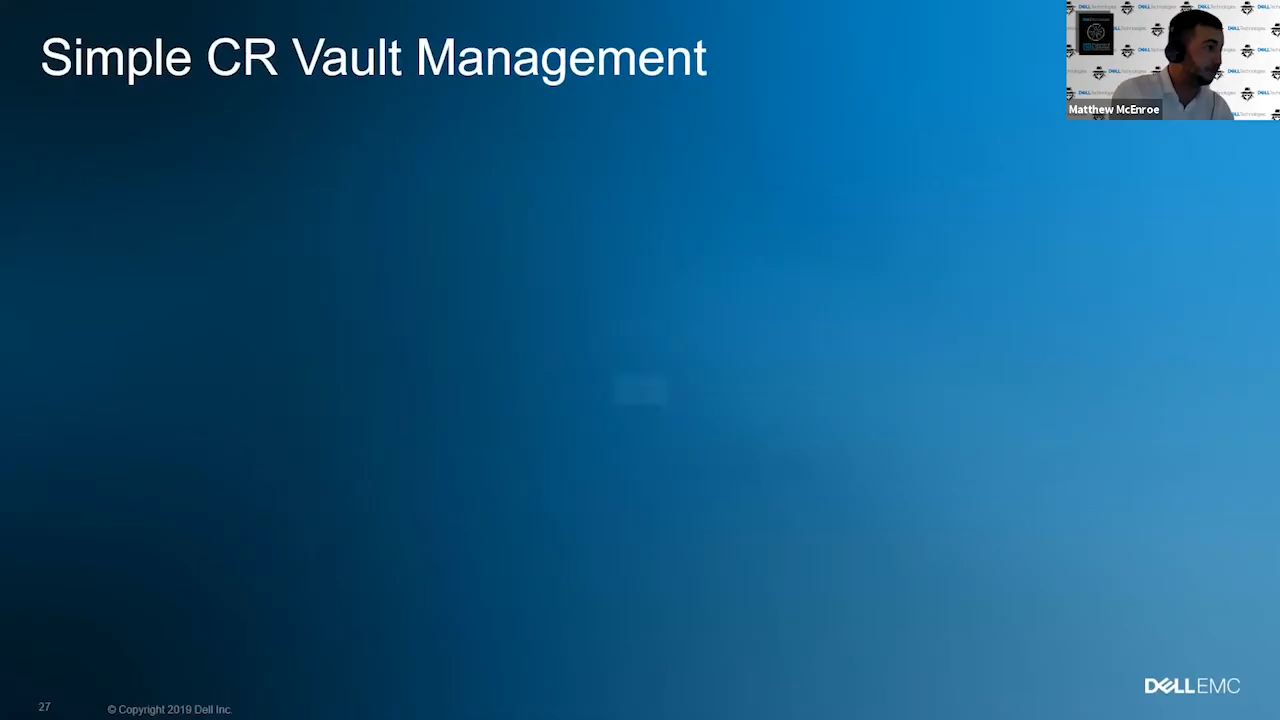 Simple CR Vault Management
Matthew McEnroe
DELLEMC
27
© Copyright 2019 Dell Inc.